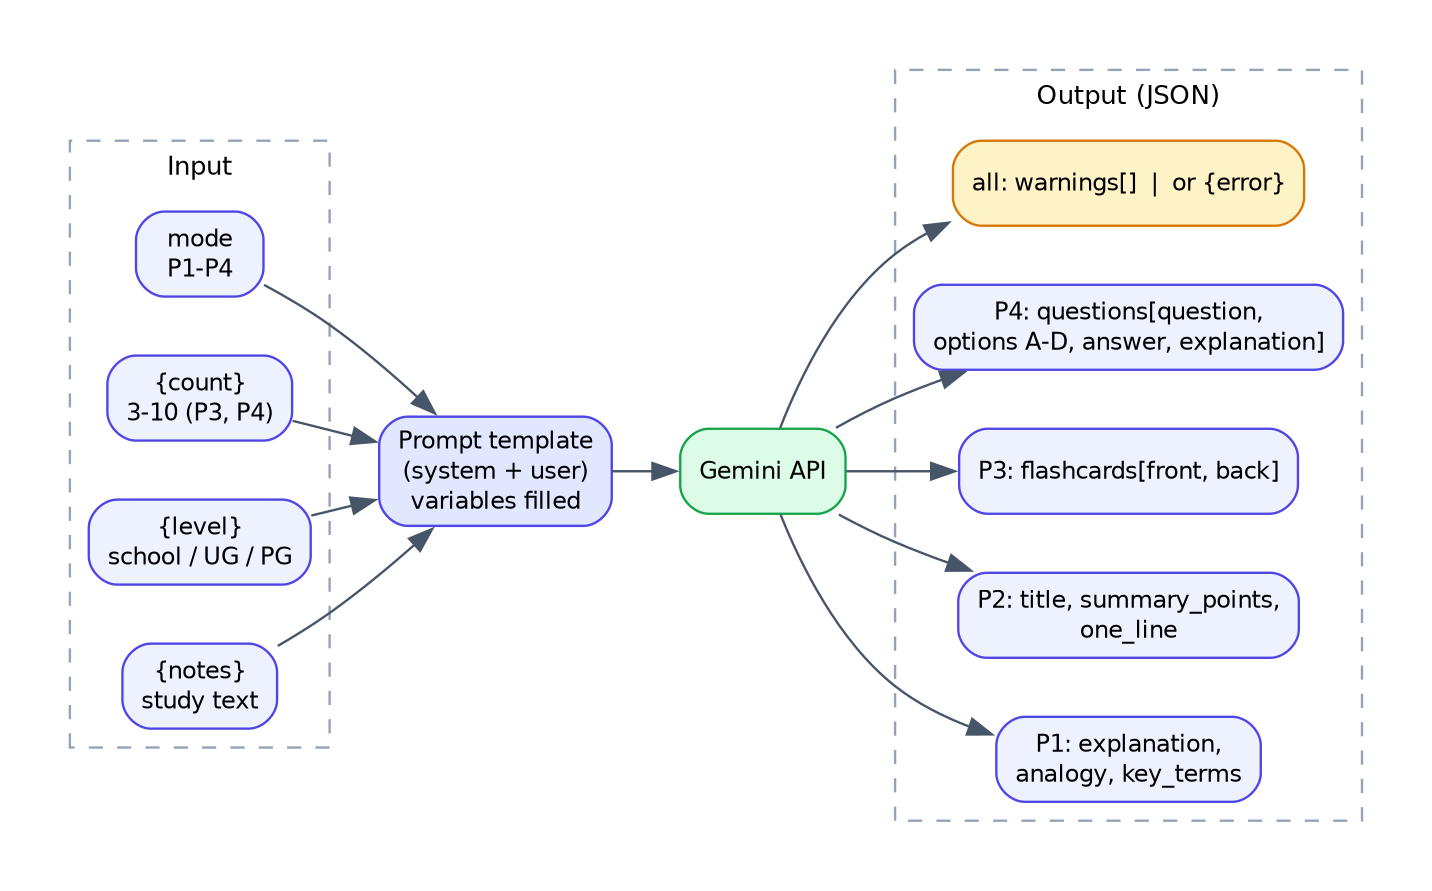 Input
mode
P1-P4
{count}
3-10 (P3, P4)
{level}
school / UG / PG
{notes}
study text
Prompt template
(system + user)
variables filled
Gemini API
Output (JSON)
all: warnings[] | or {error}
P4: questions[question,
options A-D, answer, explanation]
P3: flashcards[front, back]
P2: title, summary_points,
one_line
P1: explanation,
analogy, key_terms